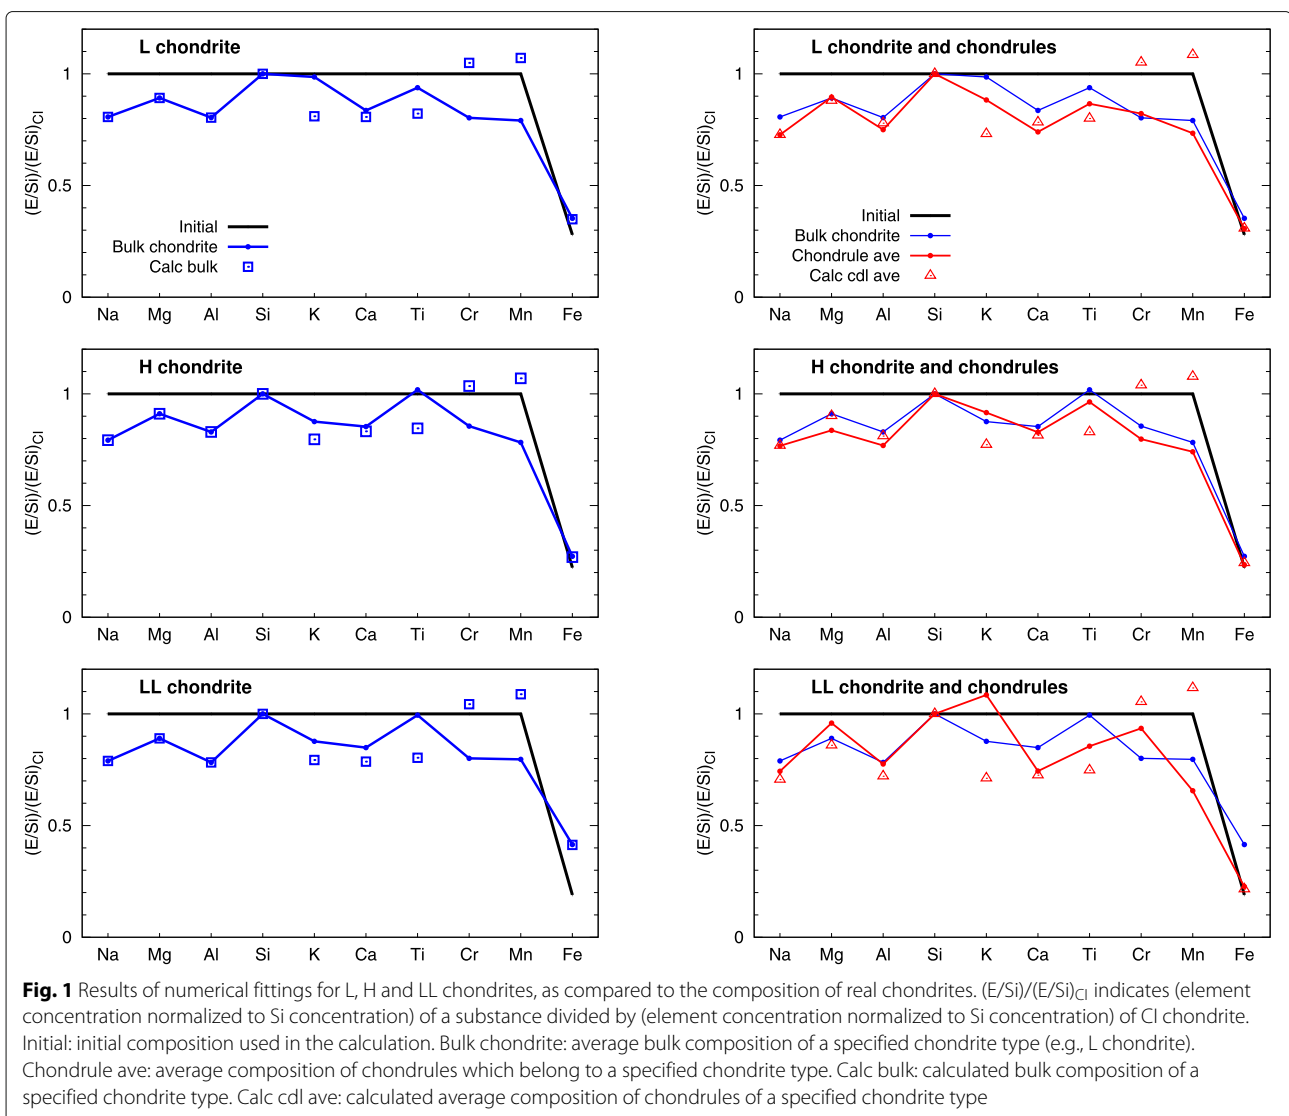 L chondrite
(E/Si)/(E/Si)CI
1
0.5
0
Initial
Bulk chondrite
Calc bulk
Na Mg Al Si K Ca Ti Cr Mn Fe
L chondrite and chondrules
(E/Si)/(E/Si)CI
1
0.5
0
Initial
Bulk chondrite
Chondrule ave
Calc cdl ave
Na Mg Al Si K Ca Ti Cr Mn Fe
H chondrite
(E/Si)/(E/Si)CI
1
0.5
0
Na Mg Al Si K Ca Ti Cr Mn Fe
H chondrite and chondrules
(E/Si)/(E/Si)CI
1
0.5
0
Na Mg Al Si K Ca Ti Cr Mn Fe
LL chondrite
(E/Si)/(E/Si)CI
1
0.5
0
Na Mg Al Si K Ca Ti Cr Mn Fe
LL chondrite and chondrules
(E/Si)/(E/Si)CI
1
0.5
0
Na Mg Al Si K Ca Ti Cr Mn Fe
Fig. 1 Results of numerical fittings for L, H and LL chondrites, as compared to the composition of real chondrites. (E/Si)/(E/Si)CI indicates (element
concentration normalized to Si concentration) of a substance divided by (element concentration normalized to Si concentration) of CI chondrite.
Initial: initial composition used in the calculation. Bulk chondrite: average bulk composition of a specified chondrite type (e.g., L chondrite).
Chondrule ave: average composition of chondrules which belong to a specified chondrite type. Calc bulk: calculated bulk composition of a
specified chondrite type. Calc cdl ave: calculated average composition of chondrules of a specified chondrite type